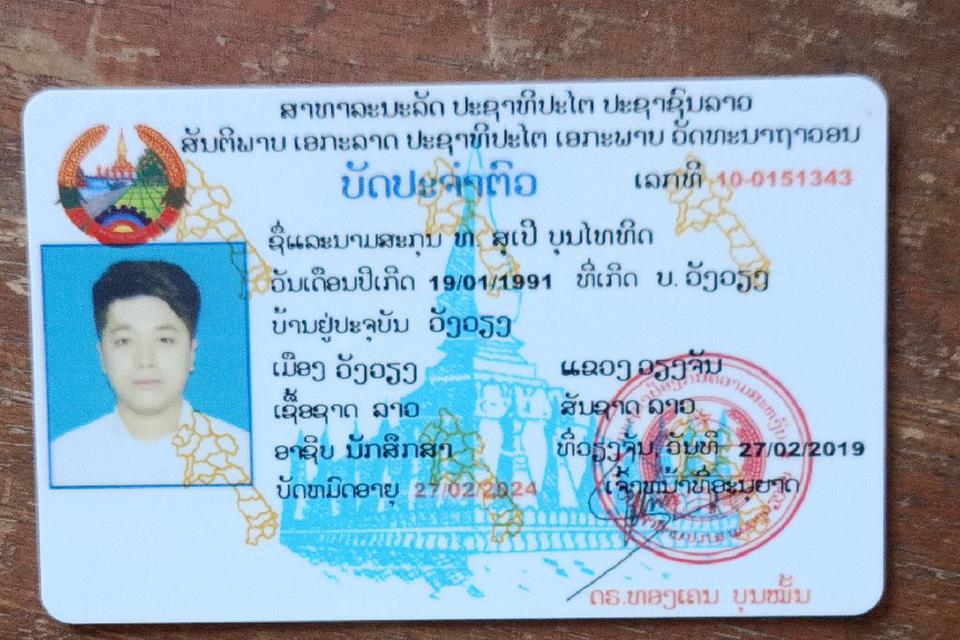 ສາທາລະນະລັດ ປະຊາທິປະໄຕ ປະຊາຊົນລາວ
ສັນຕິພາບ ເອກະລາດ ປະຊາທິປະໄຕ ເອກະພາບ ວັດທະນາຖາວອນ
ບັດປະຈຳຕົວ ເລກທີ 10-0151343
ຊື່ແລະນາມສະກຸນ ທ. ສຸເປີ ບຸນໄທທິດ
ວັນເດືອນປີເກີດ 19/01/1991 ທີ່ເກີດ ບ. ວັງວຽງ
ບ້ານຢູ່ປະຈຸບັນ ວັງວຽງ
ເມືອງ ວັງວຽງ ແຂວງ ວຽງຈັນ
ເຊື້ອຊາດ ລາວ ສັນຊາດ ລາວ
ອາຊິບ ນັກສຶກສາ ທີ່ວຽງຈັນ, ວັນທີ 27/02/2019
ບັດຫມົດອາຍຸ 27/02/2024 ເຈົ້າຫນ້າທີ່ອະນຸຍາດ
ດຣ.ທອງເຄນ ບຸນໝັ້ນ